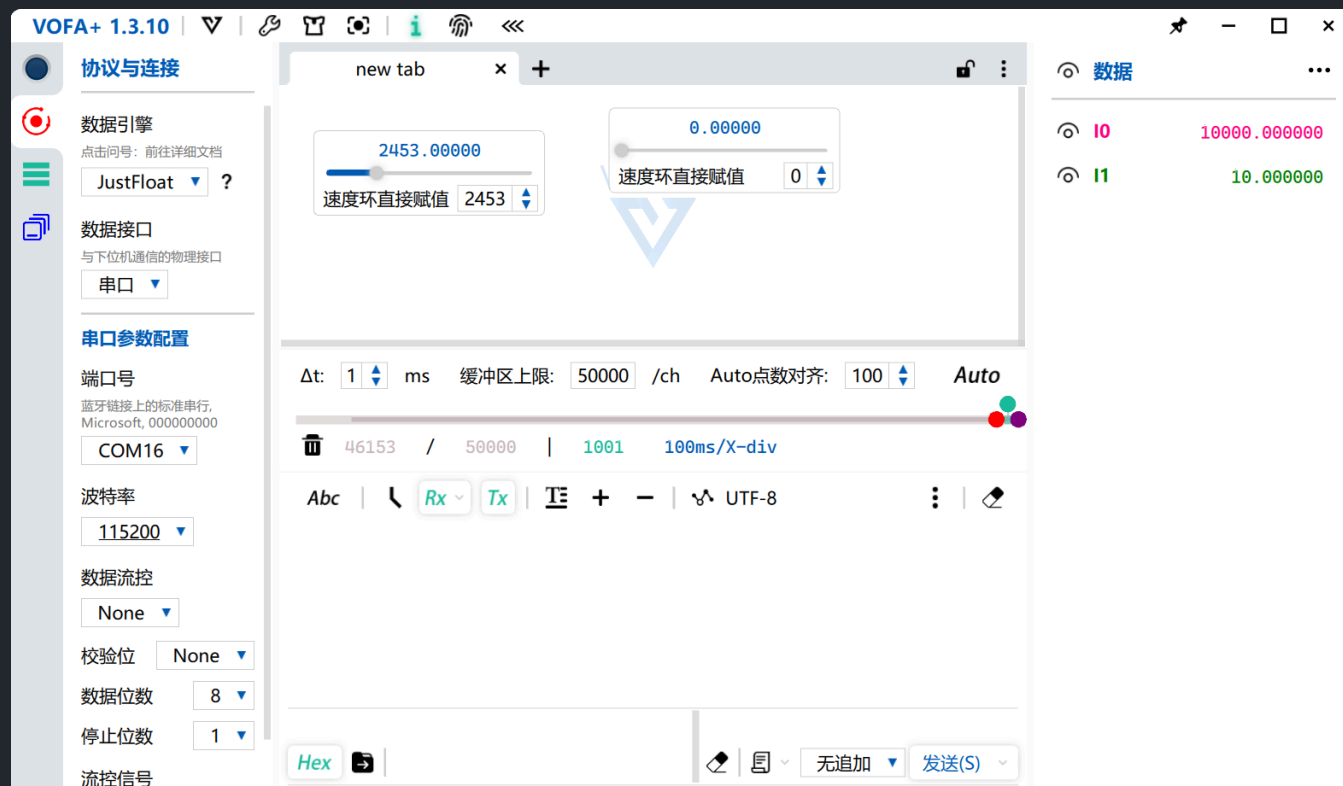 VOFA+ 1.3.10
协议与连接
数据引擎
点击问号：前往详细文档
JustFloat
?
数据接口
与下位机通信的物理接口
串口
串口参数配置
端口号
蓝牙链接上的标准串行,
Microsoft, 000000000
COM16
波特率
115200
数据流控
None
校验位 None
数据位数 8
停止位数 1
流控信号
new tab
2453.00000
速度环直接赋值 2453
0.00000
速度环直接赋值 0
Δt: 1 ms 缓冲区上限: 50000 /ch Auto点数对齐: 100 Auto
46153 / 50000 | 1001 100ms/X-div
Abc Rx Tx UTF-8
Hex 无追加 发送(S)
数据
I0 10000.000000
I1 10.000000